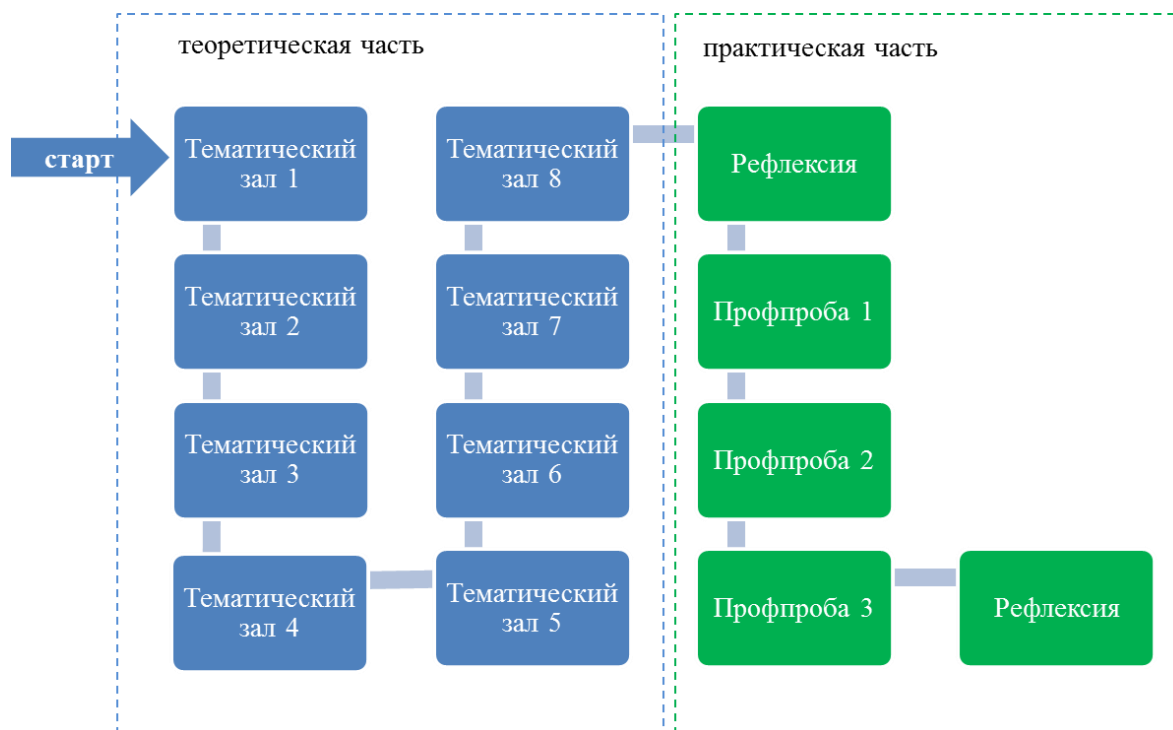 теоретическая часть
практическая часть
старт
Тематический
зал 1
Тематический
зал 2
Тематический
зал 3
Тематический
зал 4
Тематический
зал 5
Тематический
зал 6
Тематический
зал 7
Тематический
зал 8
Рефлексия
Профпроба 1
Профпроба 2
Профпроба 3
Рефлексия